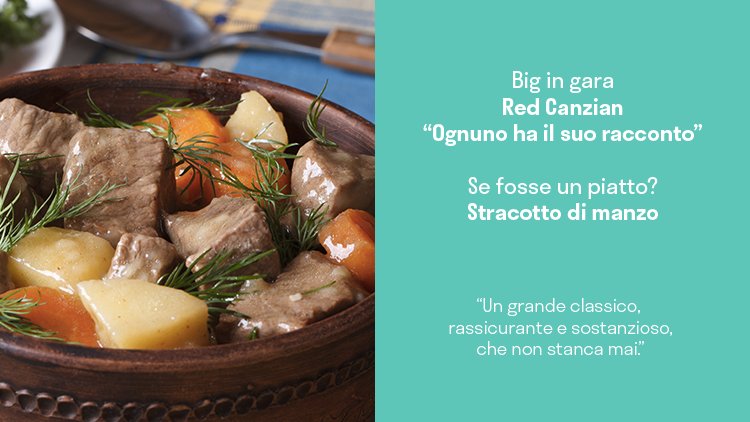 Big in gara
Red Canzian
“Ognuno ha il suo racconto”
Se fosse un piatto?
Stracotto di manzo
“Un grande classico,
rassicurante e sostanzioso,
che non stanca mai.”